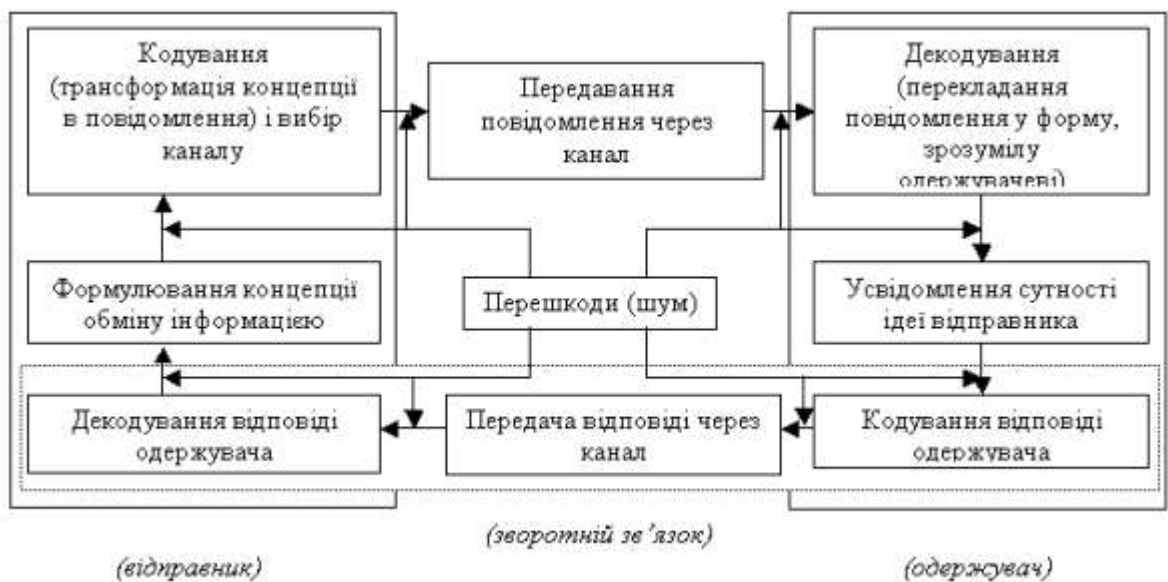 Кодування
(трансформація концепції
в повідомлення) і вибір
каналу
Передавання
повідомлення через
канал
Декодування
(перекладання
повідомлення у форму,
зрозумілу
одержувачеві)
Формулювання концепції
обміну інформацією
Перешкоди (шум)
Усвідомлення сутності
ідеї відправника
Декодування відповіді
одержувача
Передача відповіді через
канал
Кодування відповіді
одержувача
(зворотній зв’язок)
(відправник)
(одержувач)